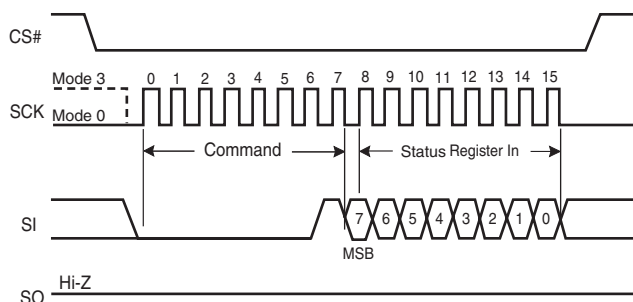 CS#
Mode 3
0 1 2 3 4 5 6 7 8 9 10 11 12 13 14 15
SCK
Mode 0
Command
Status Register In
SI
7 6 5 4 3 2 1 0
MSB
Hi-Z
SO